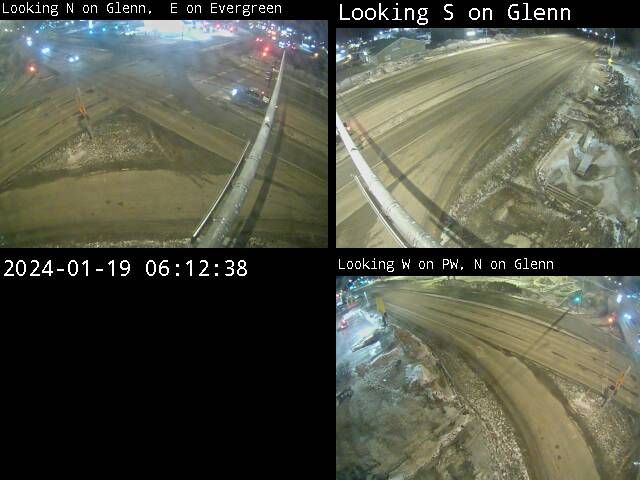 Looking N on Glenn,  E on Evergreen
Looking S on Glenn
2024-01-19 06:12:38
Looking W on PW, N on Glenn